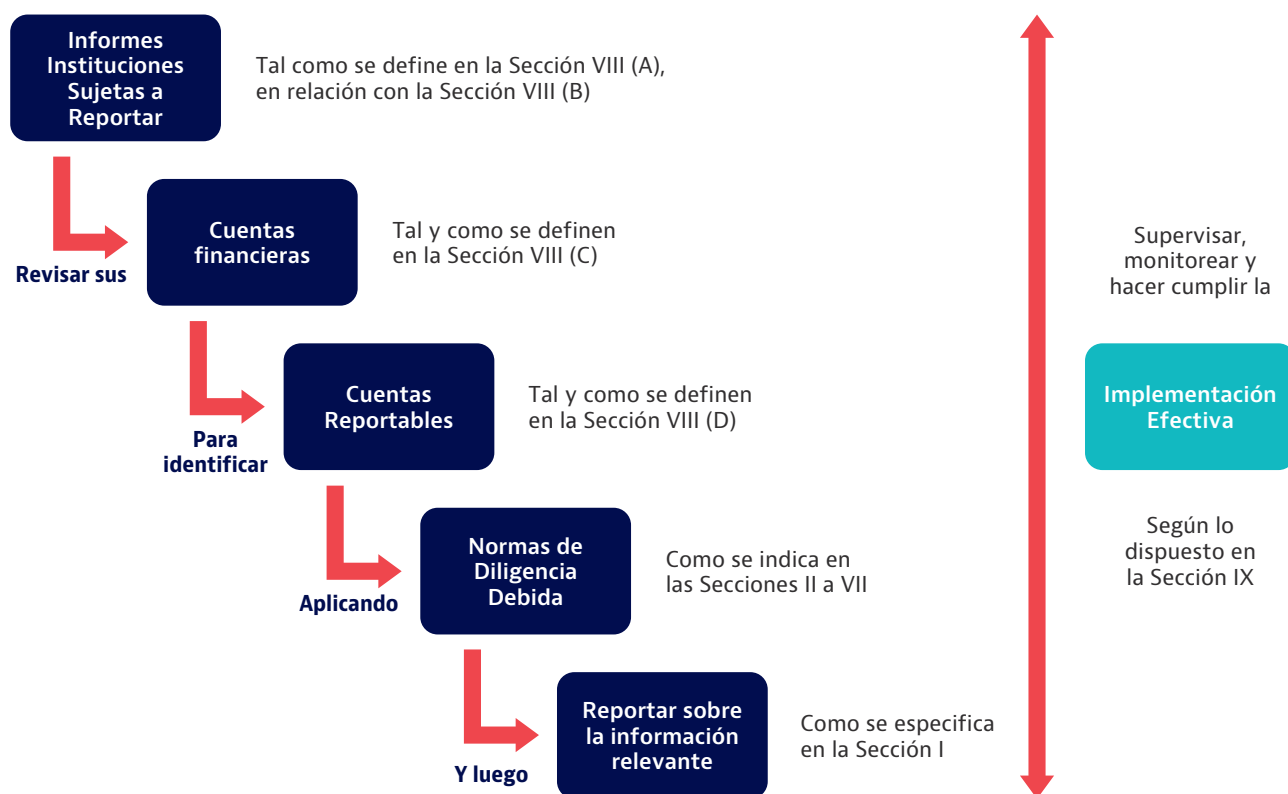 Informes
Instituciones
Sujetas a
Reportar
Tal como se define en la Sección VIII (A),
en relación con la Sección VIII (B)
Revisar sus
Cuentas
financieras
Tal y como se definen
en la Sección VIII (C)
Para
identificar
Cuentas
Reportables
Tal y como se definen
en la Sección VIII (D)
Aplicando
Normas de
Diligencia
Debida
Como se indica en
las Secciones II a VII
Y luego
Reportar sobre
la información
relevante
Como se especifica
en la Sección I
Supervisar,
monitorear y
hacer cumplir la
Implementación
Efectiva
Según lo
dispuesto en
la Sección IX